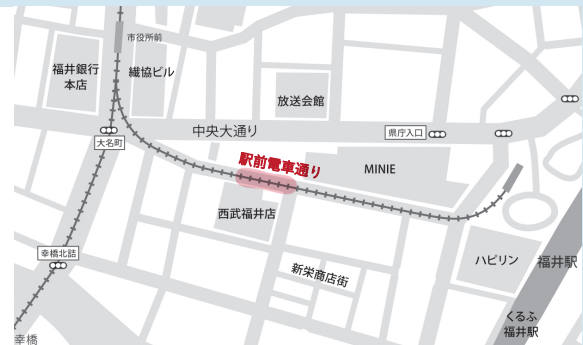 市役所前
福井銀行
本店
繊協ビル
放送会館
中央大通り
県庁入口
大名町
駅前電車通り
MINIE
西武福井店
幸橋北詰
新栄商店街
ハピリン
福井駅
くるふ
福井駅
幸橋